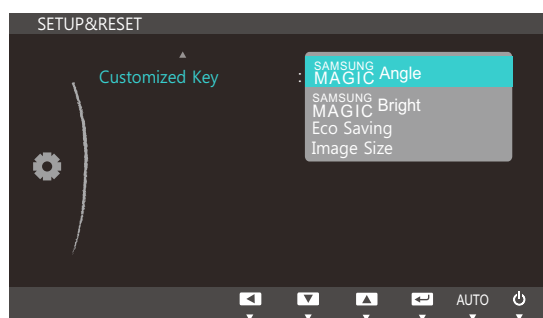 SETUP&RESET
Customized Key : SAMSUNG MAGIC Angle
SAMSUNG MAGIC Bright
Eco Saving
Image Size
AUTO